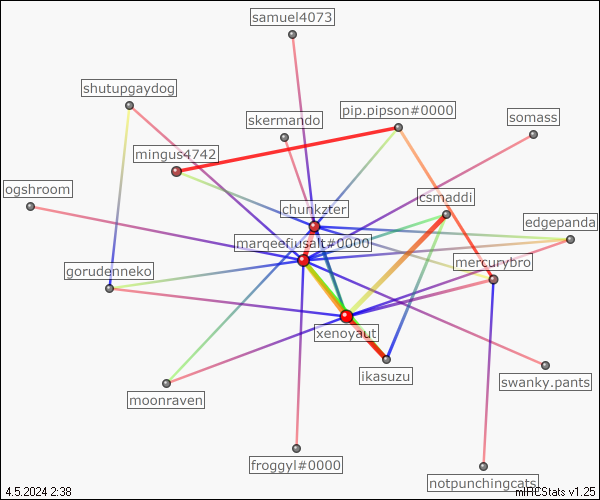 samuel4073
shutupgaydog
pip.pipson#0000
skermando
somass
mingus4742
ogshroom
csmaddi
chunkzter
edgepanda
marqeefiusalt#0000
mercurybro
gorudenneko
xenoyaut
ikasuzu
swanky.pants
moonraven
froggyl#0000
notpunchingcats
4.5.2024 2:38
mIRCStats v1.25